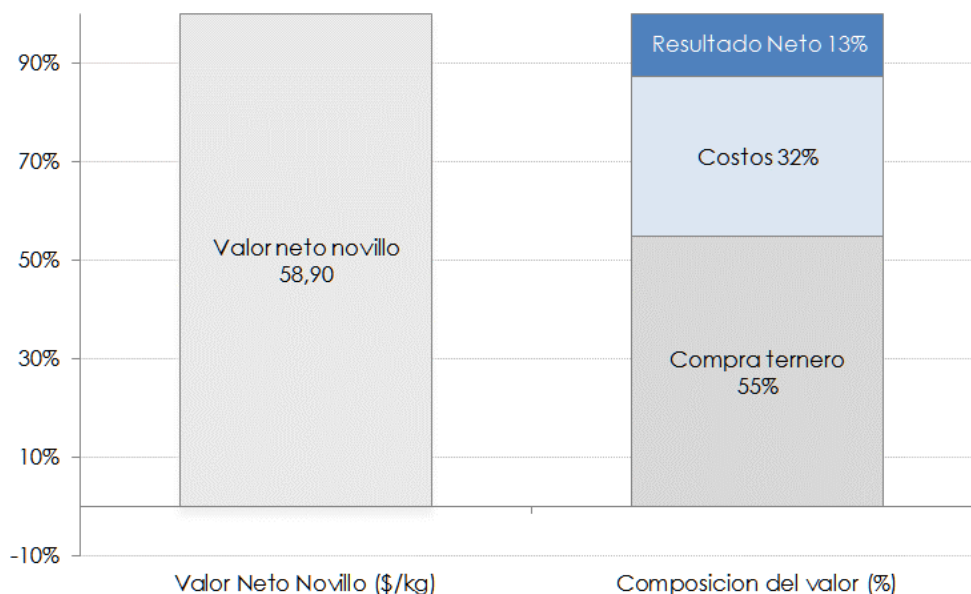 90%
70%
50%
30%
10%
-10%
Valor neto novillo
58,90
Resultado Neto 13%
Costos 32%
Compra ternero
55%
Valor Neto Novillo ($/kg)
Composicion del valor (%)